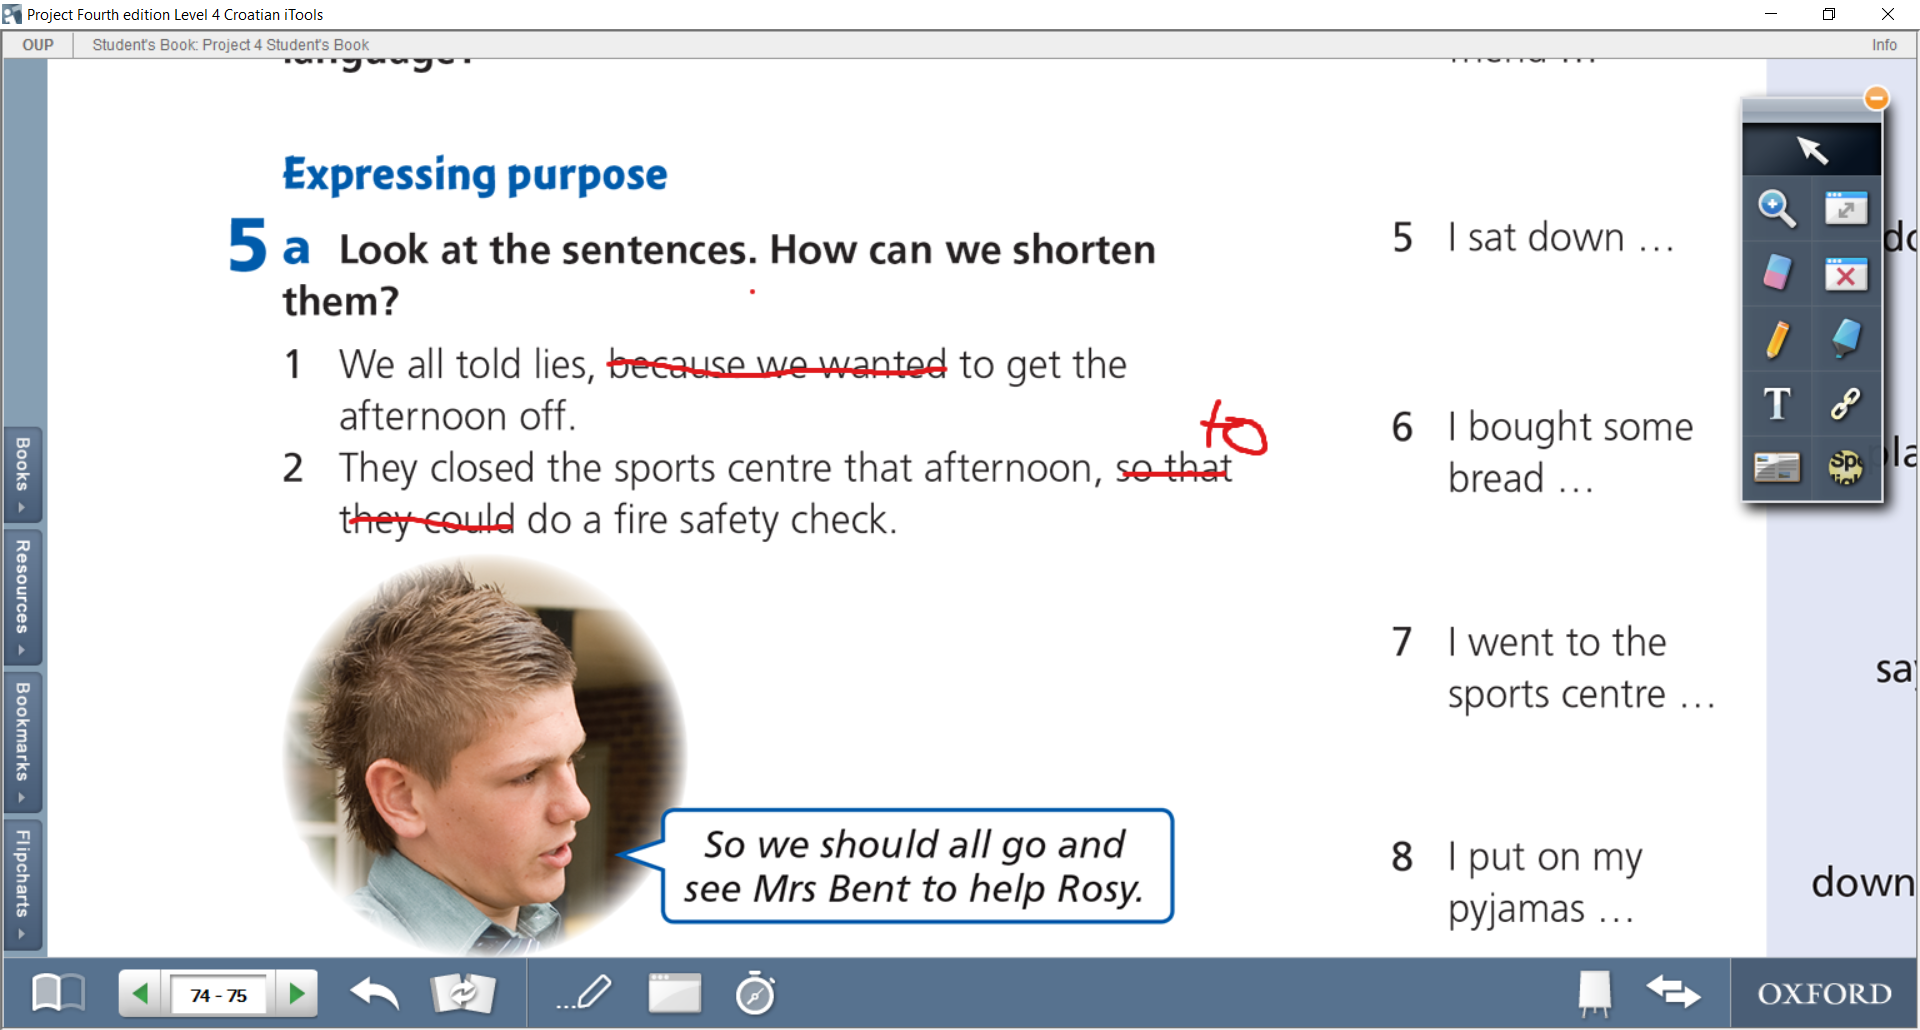 Project Fourth edition Level 4 Croatian iTools
OUP
Student's Book: Project 4 Student's Book
Info
language?
friend ...
Expressing purpose
5 a Look at the sentences. How can we shorten
them?
1 We all told lies, because we wanted to get the
afternoon off.
to
2 They closed the sports centre that afternoon, so that
they could do a fire safety check.
So we should all go and
see Mrs Bent to help Rosy.
5 I sat down ...
6 I bought some
bread ...
7 I went to the
sports centre ...
8 I put on my
pyjamas ...
down
Books
Resources
Bookmarks
Flipcharts
T
74 - 75
OXFORD